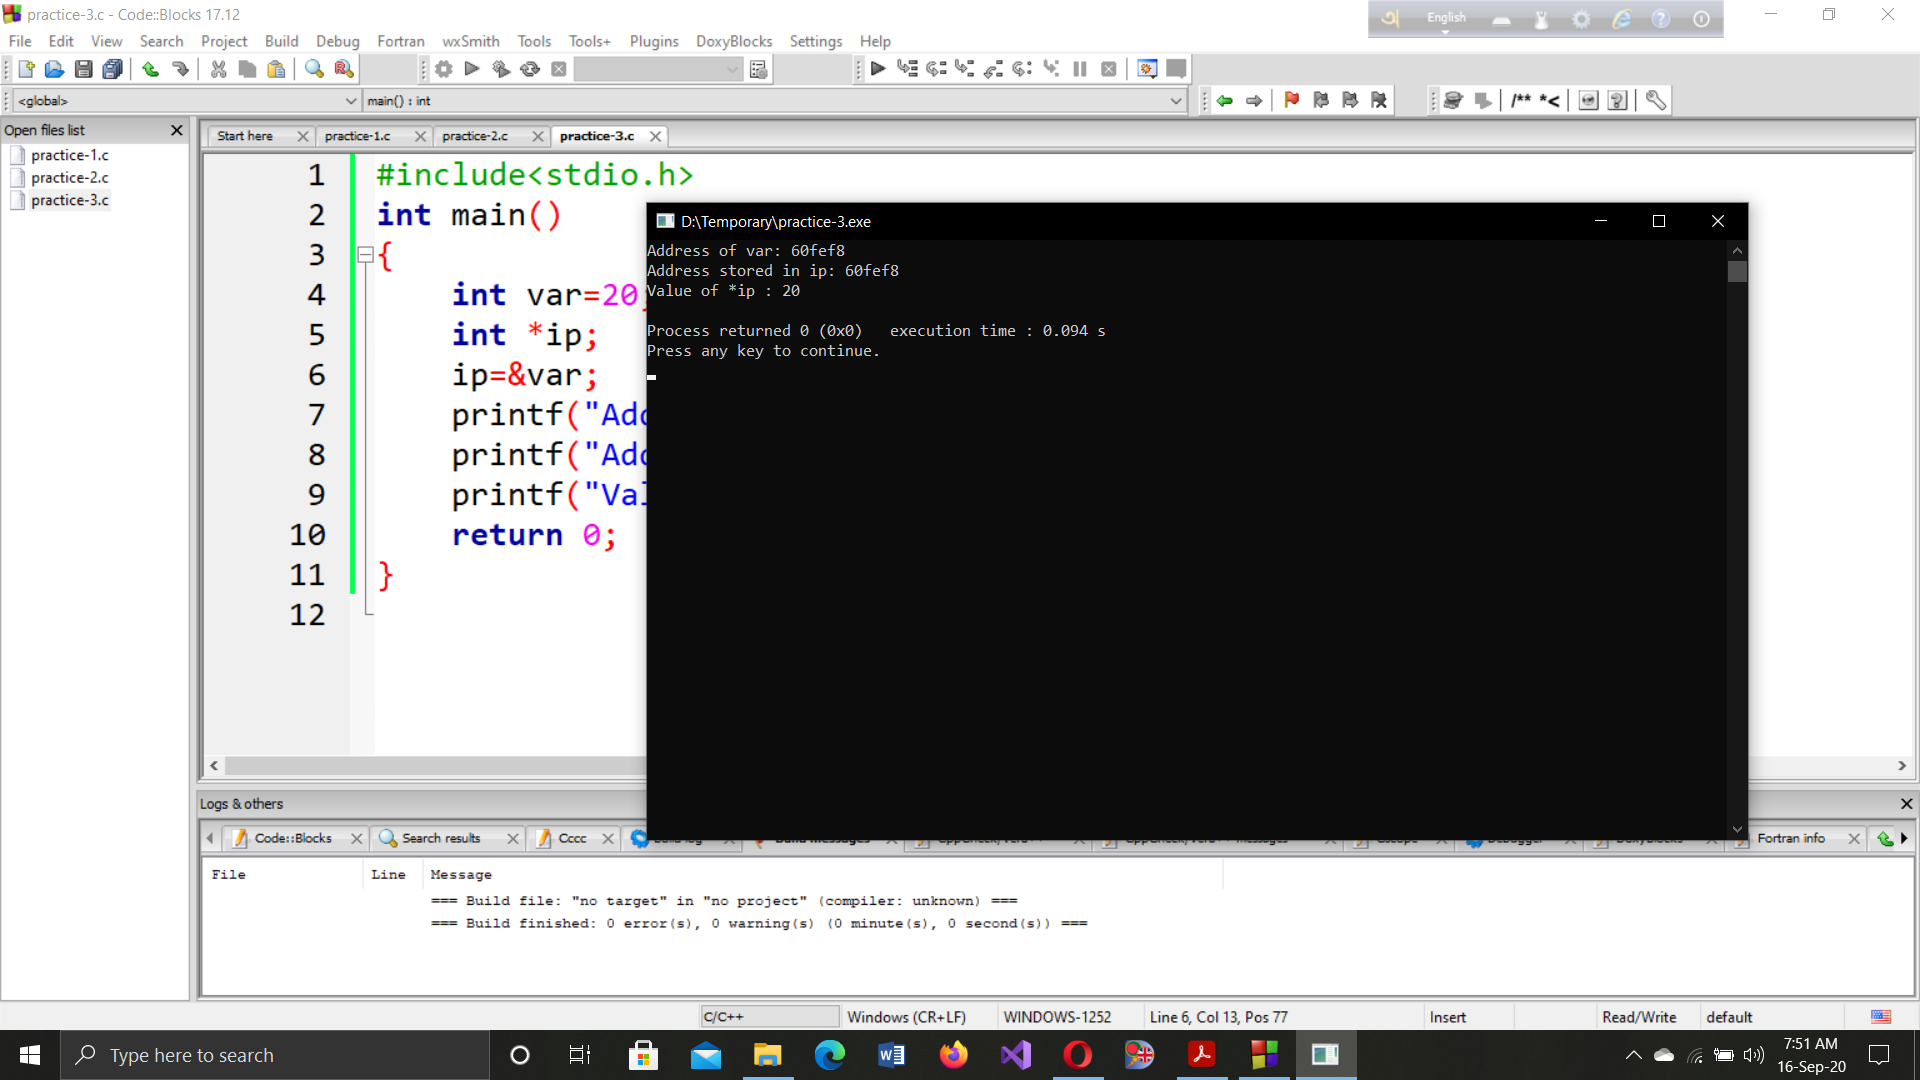 practice-3.c - Code::Blocks 17.12
English
File Edit View Search Project Build Debug Fortran wxSmith Tools Tools+ Plugins DoxyBlocks Settings Help
<global>
main() : int
/** *<
Open files list
practice-1.c
practice-2.c
practice-3.c
Start here practice-1.c practice-2.c practice-3.c
1 #include<stdio.h>
2 int main()
3 {
4 int var=20
5 int *ip;
6 ip=&var;
7 printf("Add
8 printf("Add
9 printf("Val
10 return 0;
11 }
12
D:\Temporary\practice-3.exe
Address of var: 60fef8
Address stored in ip: 60fef8
Value of *ip : 20
Process returned 0 (0x0)   execution time : 0.094 s
Press any key to continue.
Logs & others
Code::Blocks Search results Cccc Fortran info
File Line Message
=== Build file: "no target" in "no project" (compiler: unknown) ===
=== Build finished: 0 error(s), 0 warning(s) (0 minute(s), 0 second(s)) ===
C/C++ Windows (CR+LF) WINDOWS-1252 Line 6, Col 13, Pos 77 Insert Read/Write default
Type here to search
7:51 AM
16-Sep-20